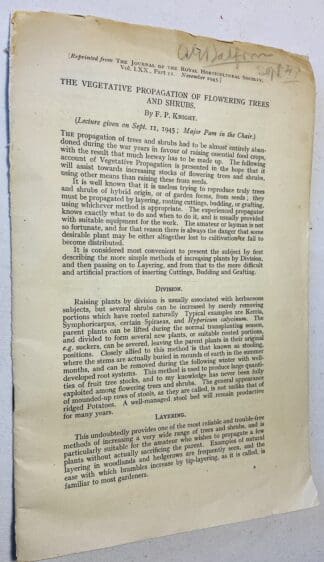 (Reprinted from THE JOURNAL OF THE ROYAL HORTICULTURAL SOCIETY,
Vol. LXX., Part 11. November 1945)
THE VEGETATIVE PROPAGATION OF FLOWERING TREES
AND SHRUBS.
By F. P. KNIGHT.
(Lecture given on Sept. 11, 1945; Major Pam in the Chair.)
THE propagation of trees and shrubs had to be almost entirely aban-
doned during the war years in favour of raising essential food crops,
with the result that much leeway has to be made up. The following
account of Vegetative Propagation is presented in the hope that it
will assist towards increasing stocks of flowering trees and shrubs,
using other means than raising these from seeds.
It is well known that it is useless trying to reproduce truly trees
and shrubs of hybrid origin, or of garden forms, from seeds; they
must be propagated by layering, rooting cuttings, budding, or grafting,
using whichever method is appropriate. The experienced propagator
knows exactly what to do and when to do it, and is usually provided
with suitable equipment for the work. The amateur or layman is not
so fortunate, and for that reason there is always the danger that some
desirable plant may be either altogether lost to cultivation or fail to
become distributed.
It is considered most convenient to present the subject by first
describing the more simple methods of increasing plants by Division,
and then passing on to Layering, and from that to the more difficult
and artificial practices of inserting Cuttings, Budding and Grafting.
DIVISION.
Raising plants by division is usually associated with herbaceous
subjects, but several shrubs can be increased by merely removing
portions which have rooted naturally Typical examples are Kerria,
Symphoricarpus, certain Spiraeas, and Hypericum calycinum. The
parent plants can be lifted during the normal transplanting season,
and divided to form several new plants, or suitable rooted portions,
e.g. suckers, can be severed, leaving the parent plants in their original
positions. Closely allied to this method is that known as stooling,
where the stems are actually buried in mounds of earth in the summer
months, and can be removed during the following winter with well-
developed root systems. This method is used to produce large quanti-
ties of fruit tree stocks, and to my knowledge has never been fully
exploited among flowering trees and shrubs. The general appearance
of mounded-up rows of stools, as they are called, is not unlike that of
ridged Potatoes. A well-managed stool bed will remain productive
for many years.
LAYERING.
This undoubtedly provides one of the most reliable and trouble-free
methods of increasing a very wide range of trees and shrubs, and is
particularly suitable for the amateur who wishes to propagate a few
plants without actually sacrificing the parent. Examples of natural
layering in woodlands and hedgerows are frequently seen, and the
ease with which brambles increase by tip-layering, as it is called, is
familiar to most gardeners.